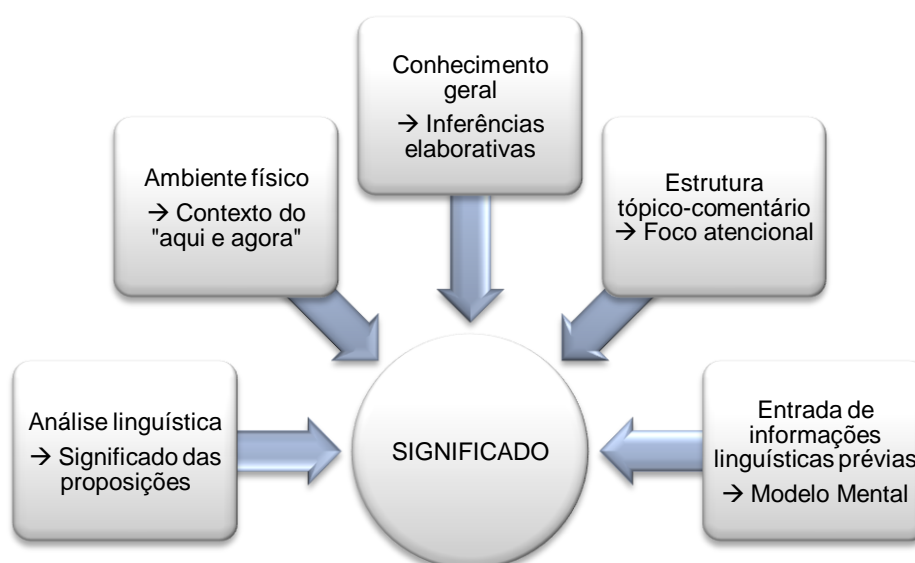 Conhecimento
geral
→ Inferências
elaborativas
Ambiente físico
→ Contexto do
"aqui e agora"
Estrutura
tópico-comentário
→ Foco atencional
Análise linguística
→ Significado das
proposições
SIGNIFICADO
Entrada de
informações
linguísticas prévias
→ Modelo Mental